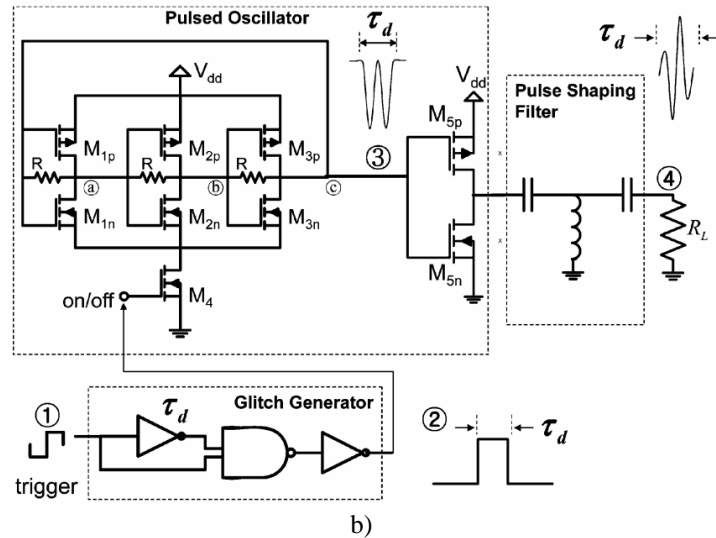 Pulsed Oscillator
τd
τd
Vdd
Vdd
Pulse Shaping
Filter
M1p
M2p
M3p
M5p
R
R
R
ⓐ
ⓑ
ⓒ
③
④
M1n
M2n
M3n
M5n
RL
M4
on/off
Glitch Generator
①
τd
②
τd
trigger
b)